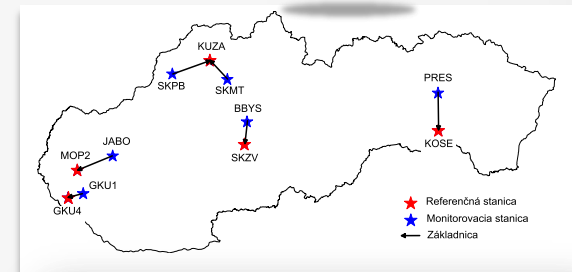 KUZA
SKPB
SKMT
PRES
BBYS
KOSE
JABO
SKZV
MOP2
GKU1
GKU4
Referenčná stanica
Monitorovacia stanica
Základnica